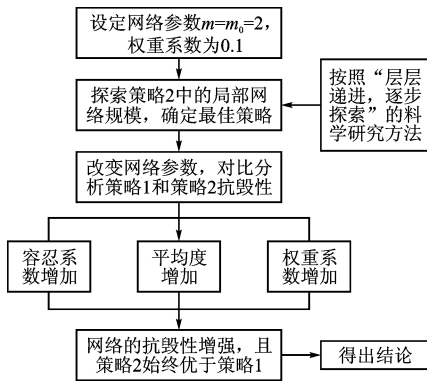 设定网络参数m=m₀=2，
权重系数为0.1
探索策略2中的局部网
络规模，确定最佳策略
按照“层层
递进，逐步
探索”的科
学研究方法
改变网络参数，对比分
析策略1和策略2抗毁性
容忍系
数增加
平均度
增加
权重系
数增加
网络的抗毁性增强，且
策略2始终优于策略1
得出结论